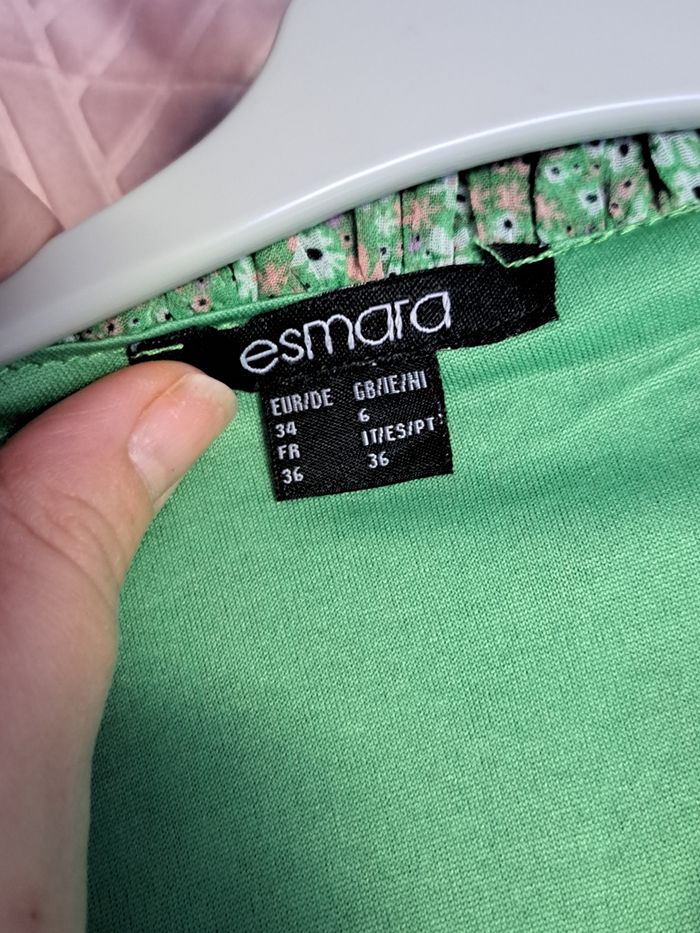 esmara
EUR/DE GB/IE/NI
34 6
FR IT/ES/PT
36 36